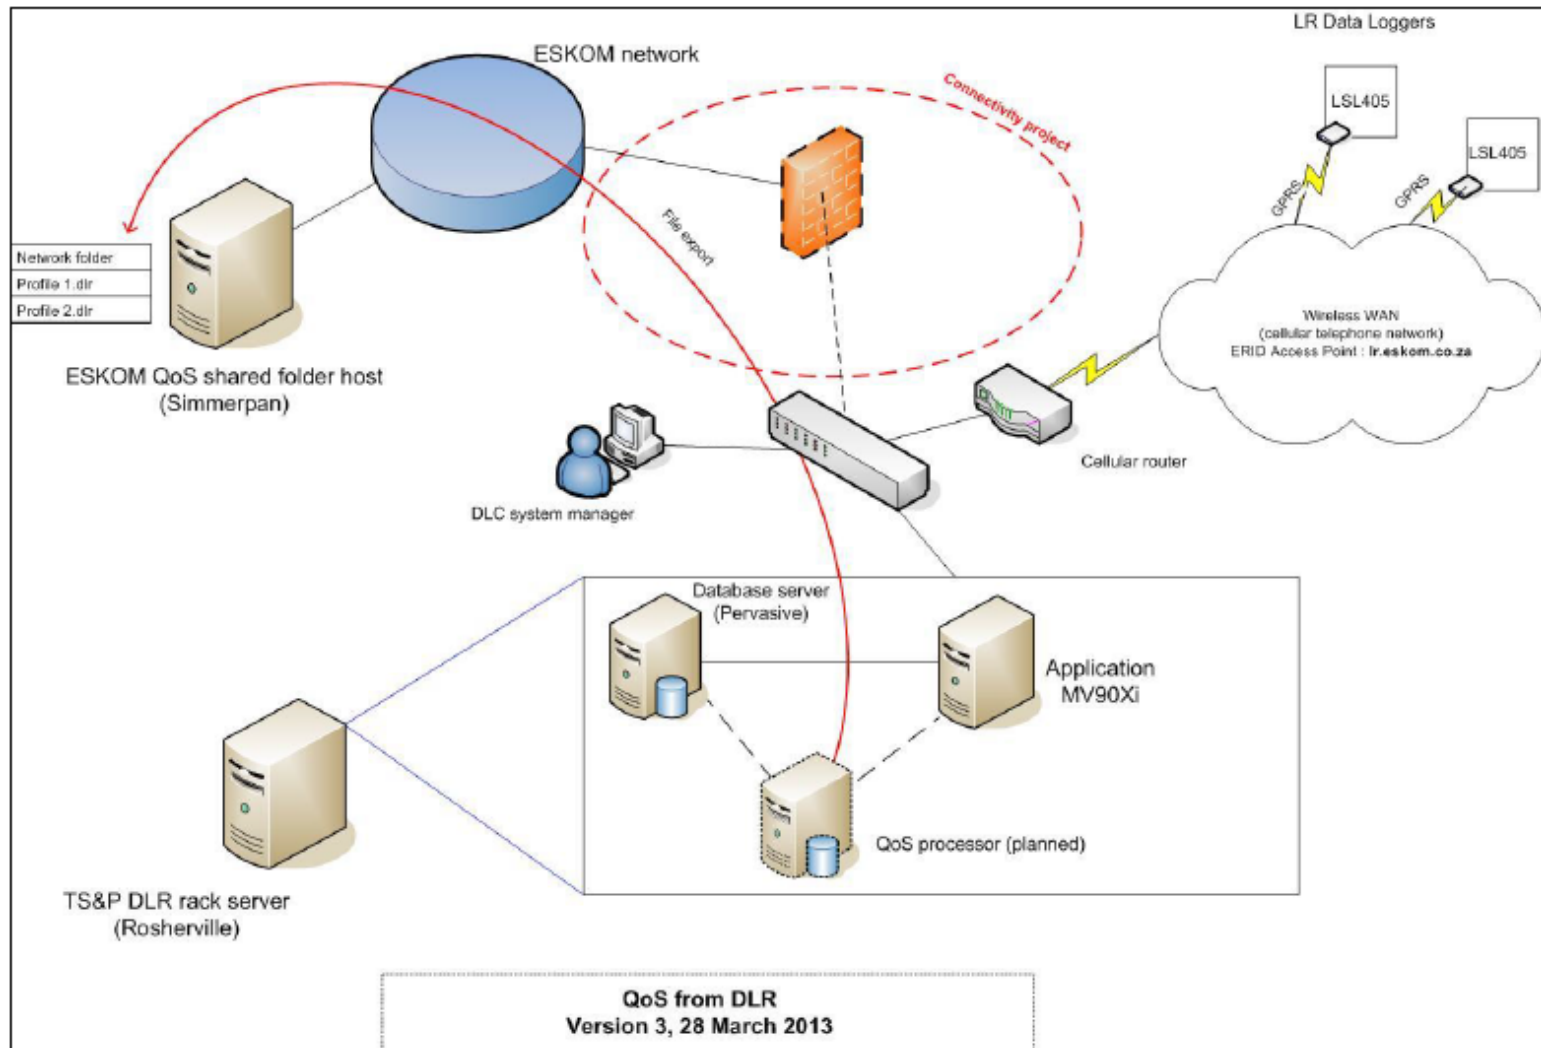 LR Data Loggers
ESKOM network
Connectivity project
LSL405
LSL405
GPRS
GPRS
File export
Network folder
Profile 1.dlr
Profile 2.dlr
Wireless WAN
(cellular telephone network)
ERID Access Point : lr.eskom.co.za
ESKOM QoS shared folder host
(Simmerpan)
Cellular router
DLC system manager
Database server
(Pervasive)
Application
MV90Xi
QoS processor (planned)
TS&P DLR rack server
(Rosherville)
QoS from DLR
Version 3, 28 March 2013